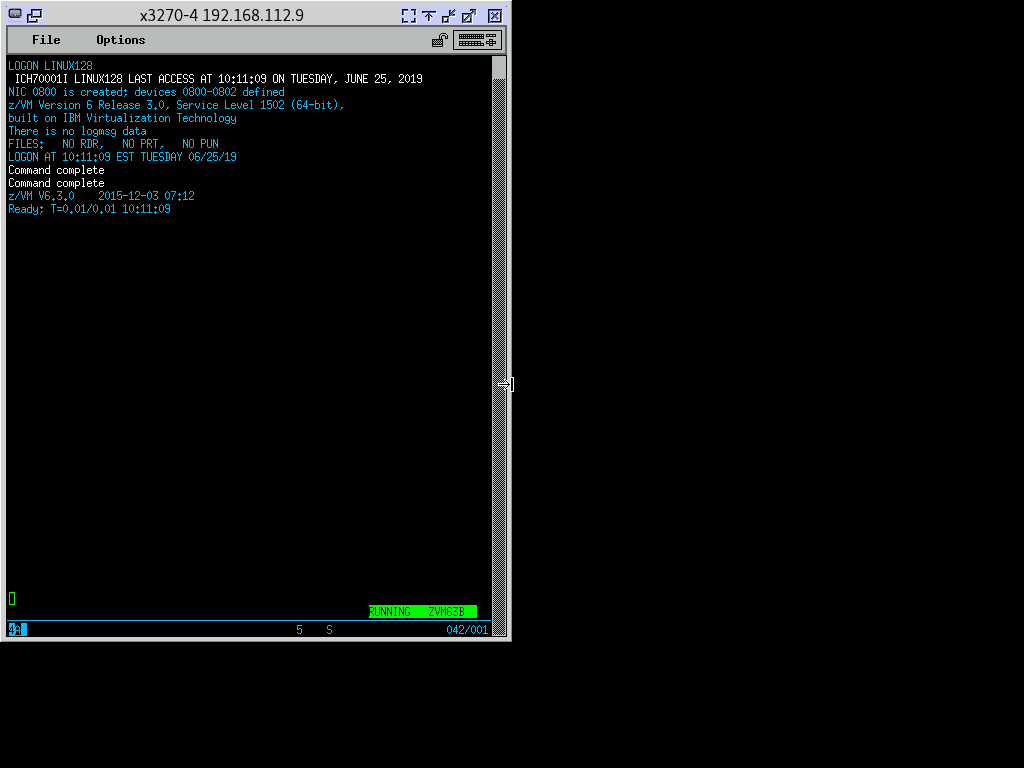 x3270-4 192.168.112.9
File Options
LOGON LINUX128
ICH70001I LINUX128 LAST ACCESS AT 10:11:09 ON TUESDAY, JUNE 25, 2019
NIC 0800 is created; devices 0800-0802 defined
z/VM Version 6 Release 3.0, Service Level 1502 (64-bit),
built on IBM Virtualization Technology
There is no logmsg data
FILES: NO RDR, NO PRT, NO PUN
LOGON AT 10:11:09 EST TUESDAY 06/25/19
Command complete
Command complete
z/VM V6.3.0 2015-12-03 07:12
Ready; T=0.01/0.01 10:11:09
RUNNING ZVM63B
4A 5 S 042/001